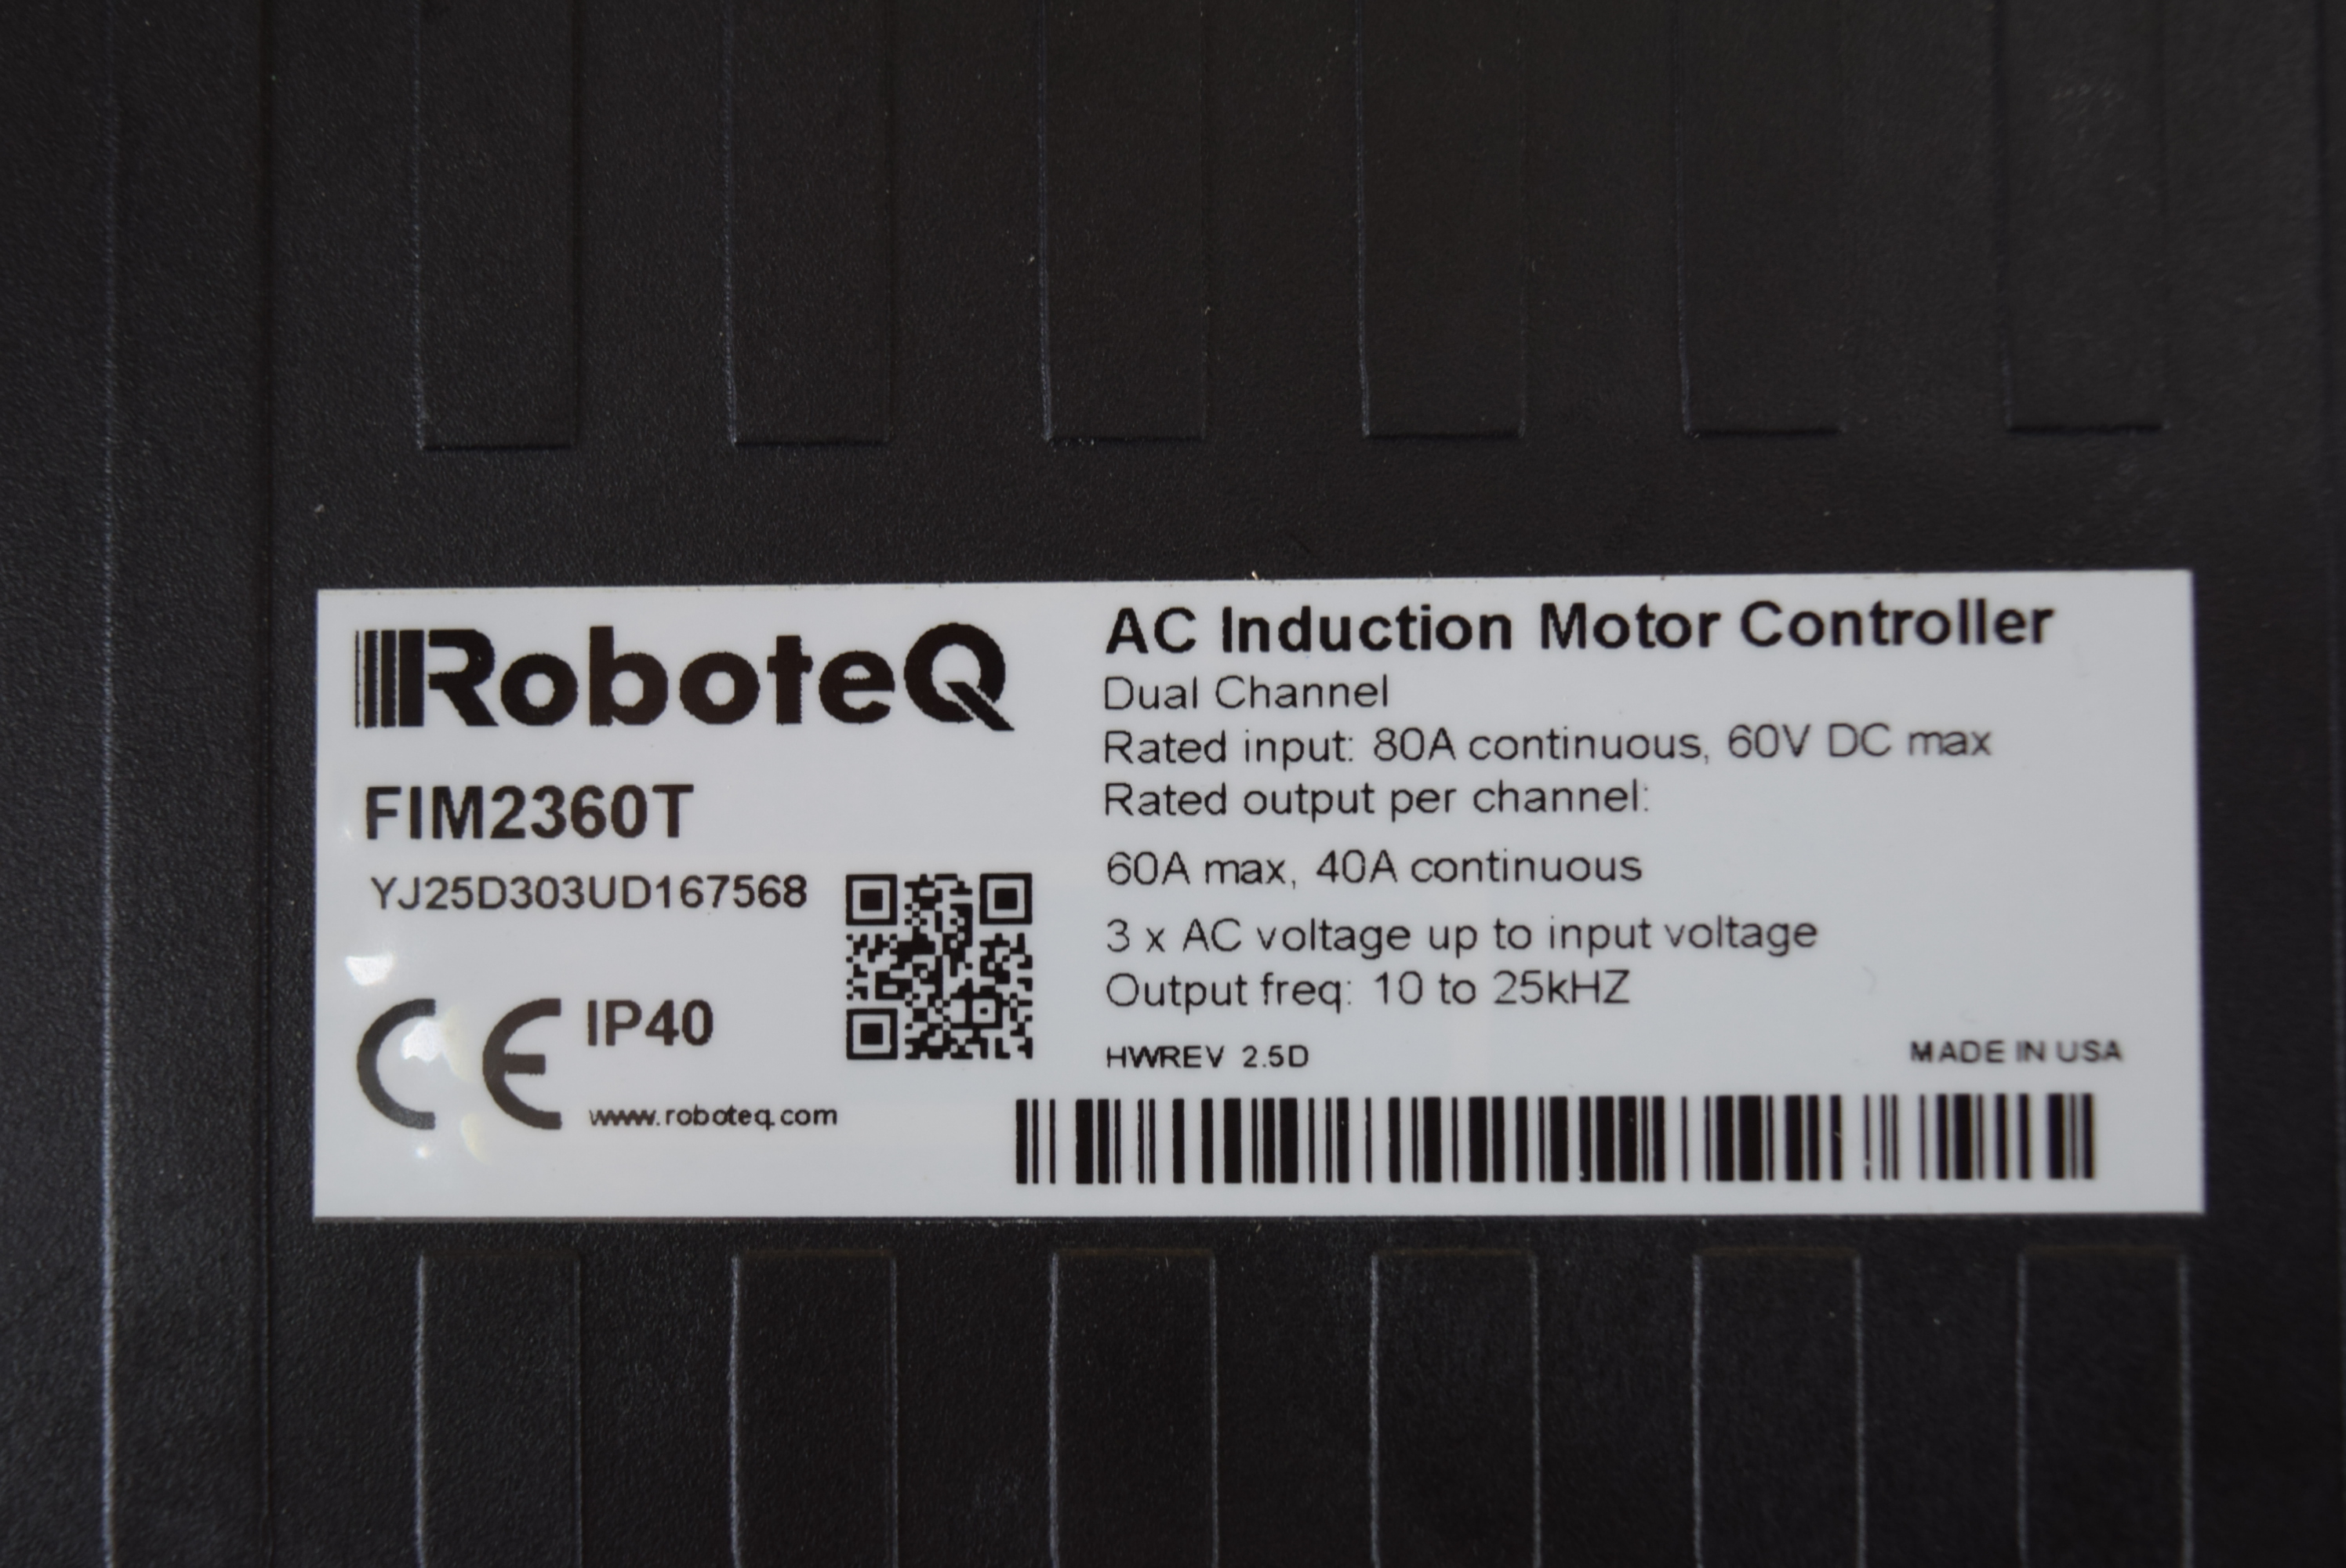 RoboteQ
FIM2360T
YJ25D303UD167568
CE IP40
www.roboteq.com
AC Induction Motor Controller
Dual Channel
Rated input: 80A continuous, 60V DC max
Rated output per channel:
60A max, 40A continuous
3 x AC voltage up to input voltage
Output freq: 10 to 25kHZ
HWREV 2.5D
MADE IN USA